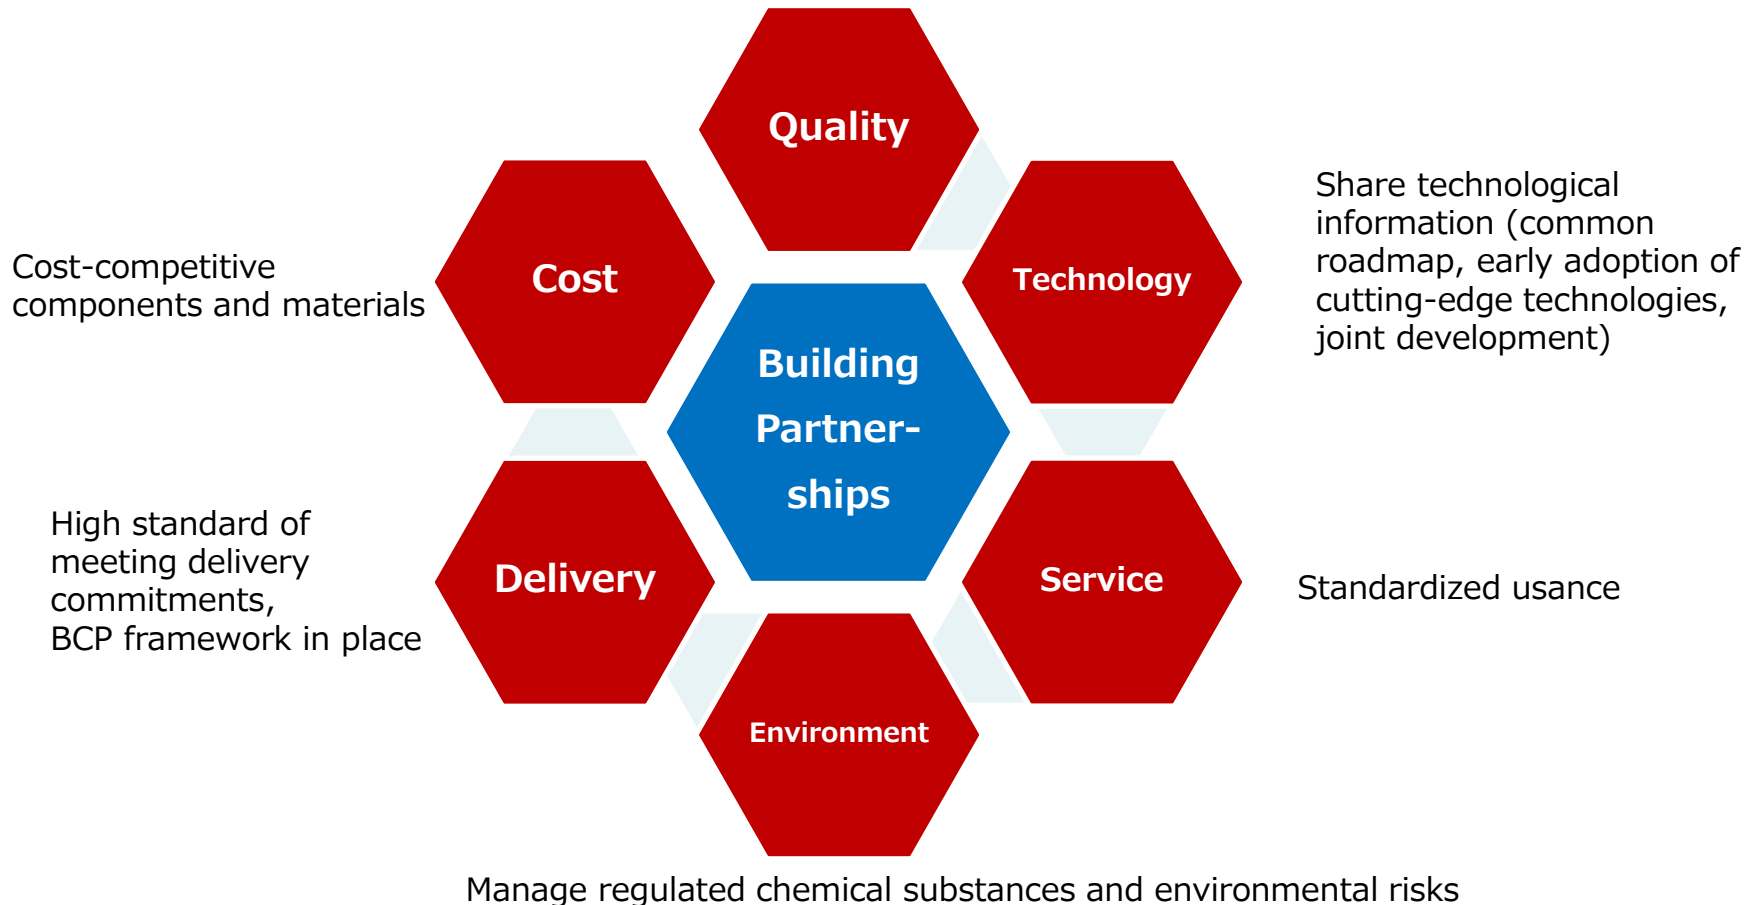 Quality
Cost
Technology
Share technological
information (common
roadmap, early adoption of
cutting-edge technologies,
joint development)
Cost-competitive
components and materials
Building
Partner-
ships
High standard of
meeting delivery
commitments,
BCP framework in place
Delivery
Service
Standardized usance
Environment
Manage regulated chemical substances and environmental risks